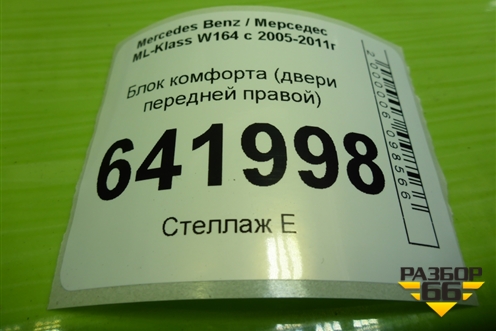 Mercedes Benz / Мерседес
ML-Klass W164 с 2005-2011г
Блок комфорта (двери
передней правой)
641998
Стеллаж Е
2000006098566
РАЗБОР
66